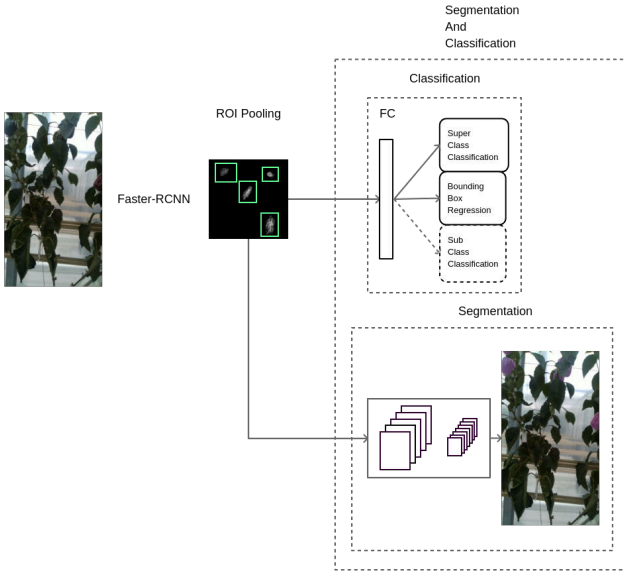 Segmentation
And
Classification
Classification
ROI Pooling
FC
Super
Class
Classification
Faster-RCNN
Bounding
Box
Regression
Sub
Class
Classification
Segmentation